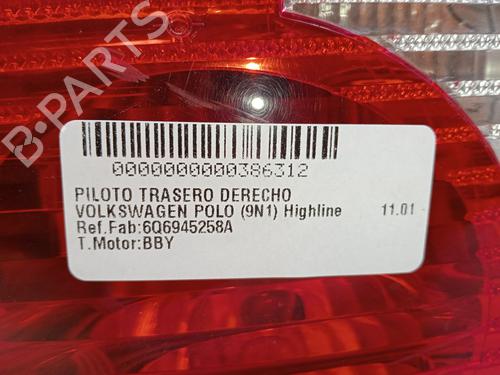 B-PARTS
0000000000386312
PILOTO TRASERO DERECHO
VOLKSWAGEN POLO (9N1) Highline 11.01
Ref.Fab:6Q6945258A
T.Motor:BBY